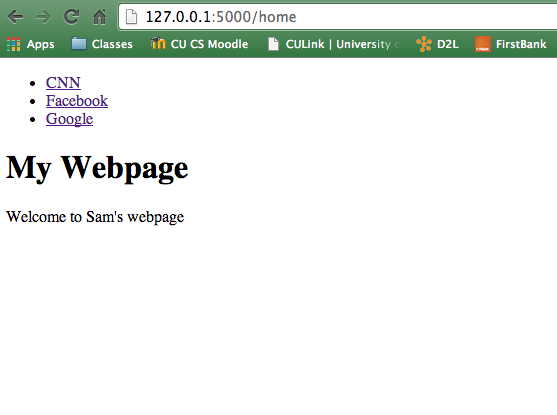 127.0.0.1:5000/home
Apps Classes CU CS Moodle CULink | University D2L FirstBank
CNN
Facebook
Google
My Webpage
Welcome to Sam's webpage